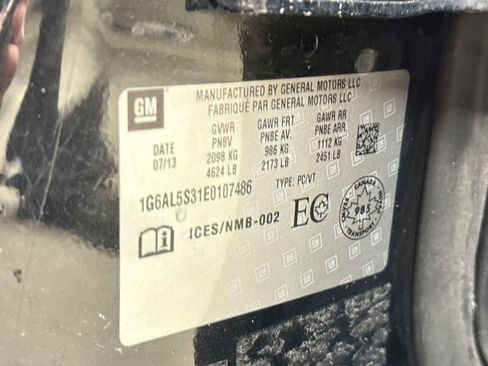 GM
MANUFACTURED BY GENERAL MOTORS LLC
FABRIQUÉ PAR GENERAL MOTORS LLC
GVWR GAWR FRT GAWR RR
DATE PNBV PNBE AV. PNBE ARR.
07/13 2098 KG 986 KG 1112 KG
4624 LB 2173 LB 2451 LB
1G6AL5S31E0107486 TYPE: PC/VT
ICES/NMB-002 EC
CANADA
985
TRANSPORT